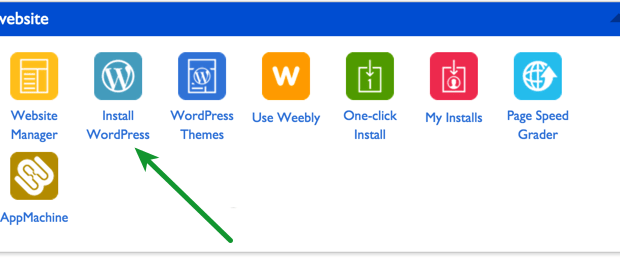 website
Website
Manager
Install
WordPress
WordPress
Themes
Use Weebly
One-click
Install
My Installs
Page Speed
Grader
AppMachine